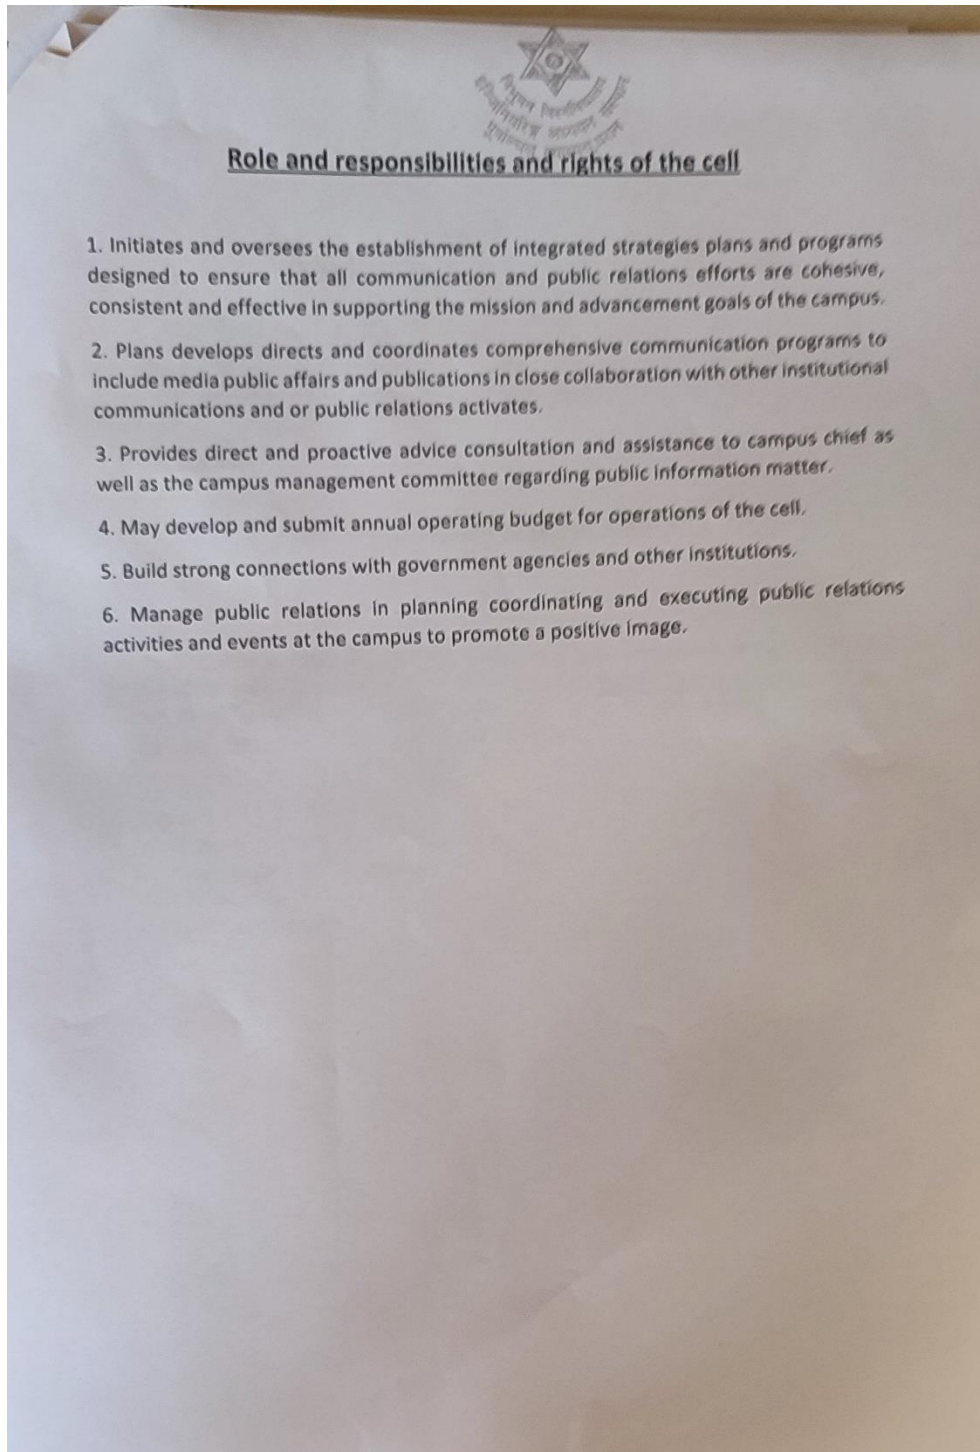 त्रिभुवन विश्वविद्यालय
इन्जिनियरिङ्ग अध्ययन संस्थान
Role and responsibilities and rights of the cell
1. Initiates and oversees the establishment of integrated strategies plans and programs
designed to ensure that all communication and public relations efforts are cohesive,
consistent and effective in supporting the mission and advancement goals of the campus.
2. Plans develops directs and coordinates comprehensive communication programs to
include media public affairs and publications in close collaboration with other institutional
communications and or public relations activates.
3. Provides direct and proactive advice consultation and assistance to campus chief as
well as the campus management committee regarding public information matter.
4. May develop and submit annual operating budget for operations of the cell.
5. Build strong connections with government agencies and other institutions.
6. Manage public relations in planning coordinating and executing public relations
activities and events at the campus to promote a positive image.